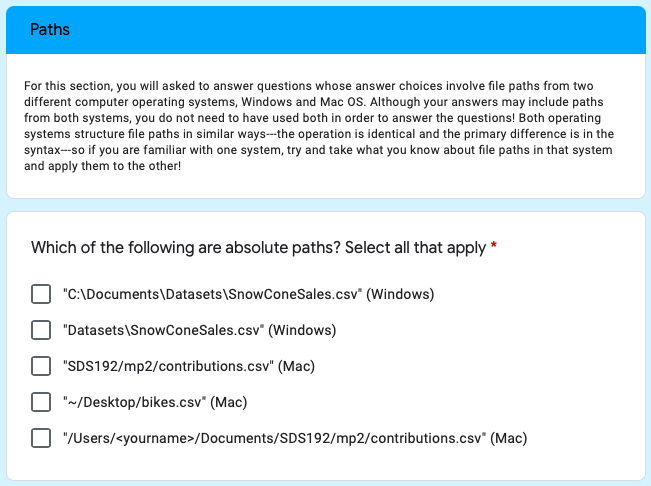 Paths
For this section, you will asked to answer questions whose answer choices involve file paths from two
different computer operating systems, Windows and Mac OS. Although your answers may include paths
from both systems, you do not need to have used both in order to answer the questions! Both operating
systems structure file paths in similar ways---the operation is identical and the primary difference is in the
syntax---so if you are familiar with one system, try and take what you know about file paths in that system
and apply them to the other!
Which of the following are absolute paths? Select all that apply *
"C:\Documents\Datasets\SnowConeSales.csv" (Windows)
"Datasets\SnowConeSales.csv" (Windows)
"SDS192/mp2/contributions.csv" (Mac)
"~/Desktop/bikes.csv" (Mac)
"/Users/<yourname>/Documents/SDS192/mp2/contributions.csv" (Mac)